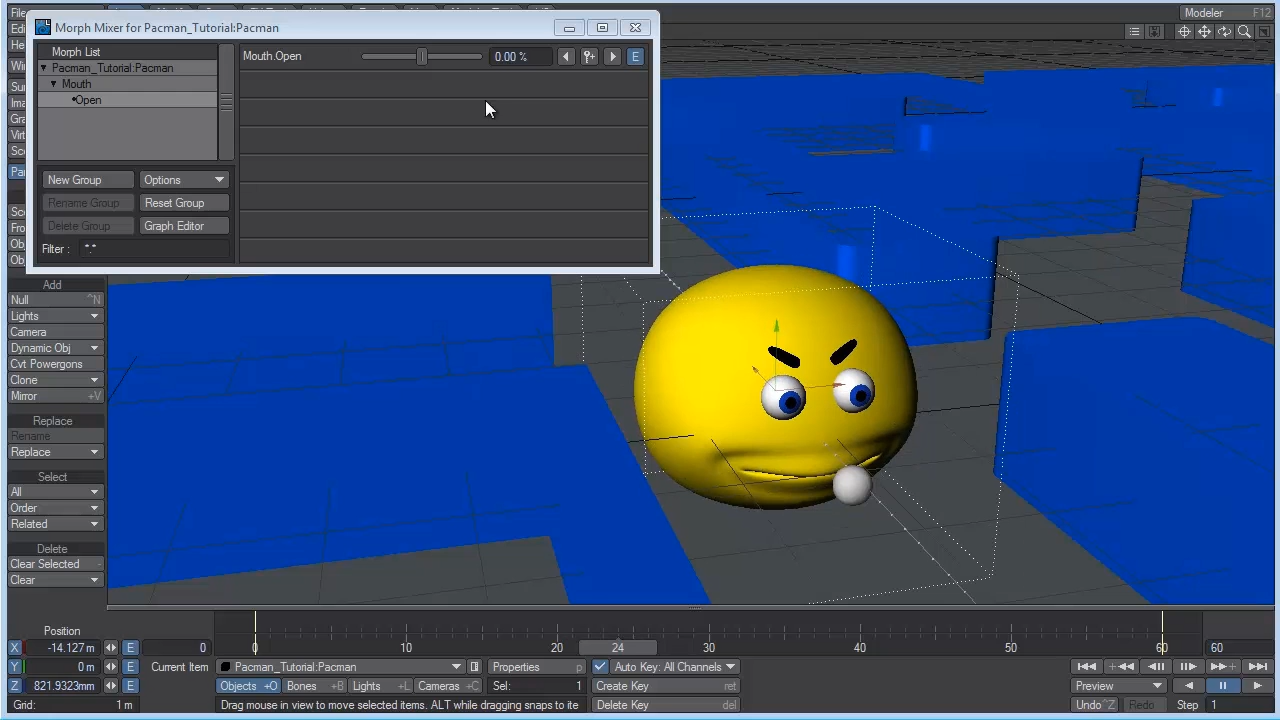 File
Modeler F12
Morph Mixer for Pacman_Tutorial:Pacman
Morph List
Pacman_Tutorial:Pacman
Mouth
Open
Mouth:Open 0.00 % E
New Group Options
Rename Group Reset Group
Delete Group Graph Editor
Filter : *.*
Add
Null ^N
Lights
Camera
Dynamic Obj
Cvt Powergons
Clone
Mirror +V
Replace
Rename
Replace
Select
All
Order
Related
Delete
Clear Selected -
Clear
Position
X -14.127 m E 0
0 10 20 24 30 40 50 60 60
Y 0 m E Current Item Pacman_Tutorial:Pacman Properties p Auto Key: All Channels
Z 821.9323mm E Objects +O Bones +B Lights +L Cameras +C Sel: 1 Create Key ret Preview
Grid: 1 m Drag mouse in view to move selected items. ALT while dragging snaps to ite Delete Key del Undo ^Z Redo Step 1